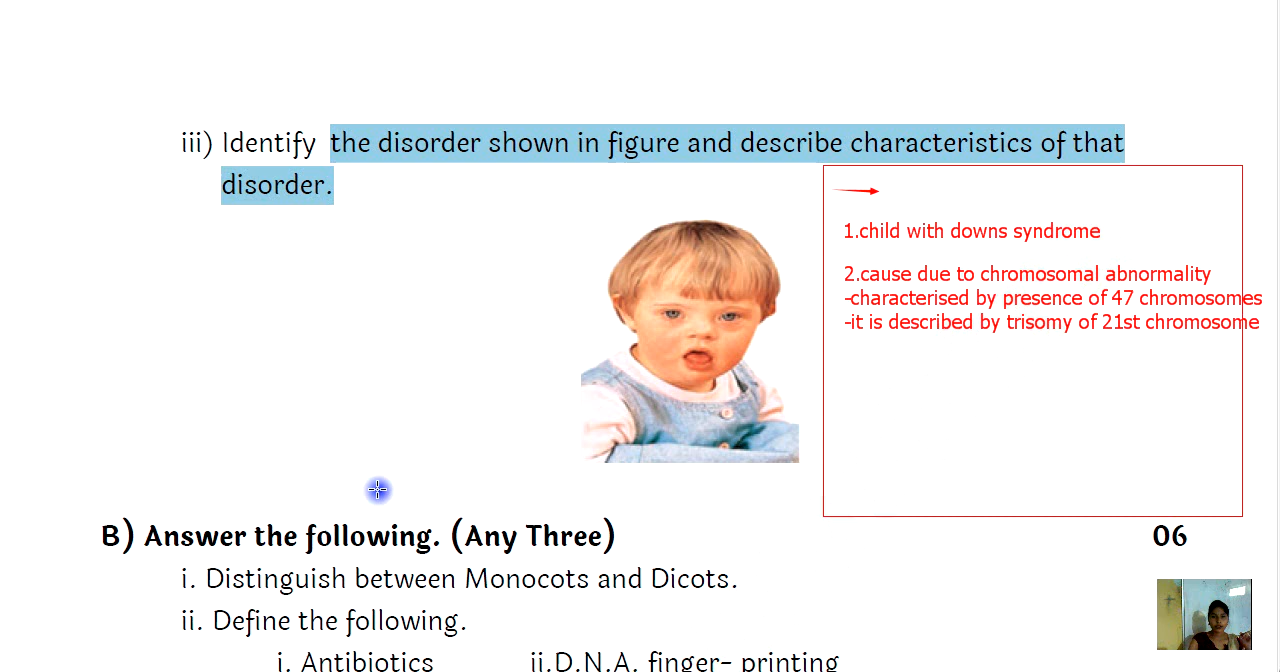 iii) Identify the disorder shown in figure and describe characteristics of that
disorder.
1.child with downs syndrome
2.cause due to chromosomal abnormality
-characterised by presence of 47 chromosomes
-it is described by trisomy of 21st chromosome
B) Answer the following. (Any Three) 06
i. Distinguish between Monocots and Dicots.
ii. Define the following.
i. Antibiotics ii.D.N.A. finger- printing